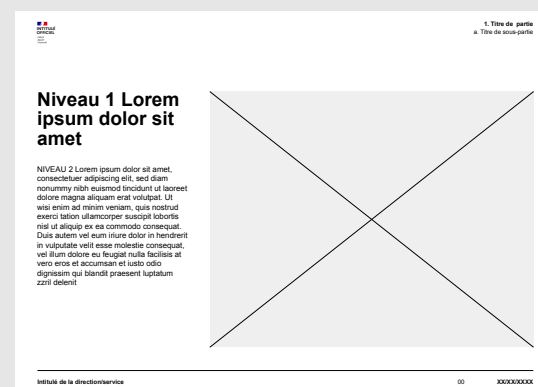 INTITULÉ
OFFICIEL
1. Titre de partie
a. Titre de sous-partie
Niveau 1 Lorem
ipsum dolor sit
amet
NIVEAU 2 Lorem ipsum dolor sit amet,
consectetuer adipiscing elit, sed diam
nonummy nibh euismod tincidunt ut laoreet
dolore magna aliquam erat volutpat. Ut
wisi enim ad minim veniam, quis nostrud
exerci tation ullamcorper suscipit lobortis
nisl ut aliquip ex ea commodo consequat.
Duis autem vel eum iriure dolor in hendrerit
in vulputate velit esse molestie consequat,
vel illum dolore eu feugiat nulla facilisis at
vero eros et accumsan et iusto odio
dignissim qui blandit praesent luptatum
zzril delenit
Intitulé de la direction/service
00
XX/XX/XXXX